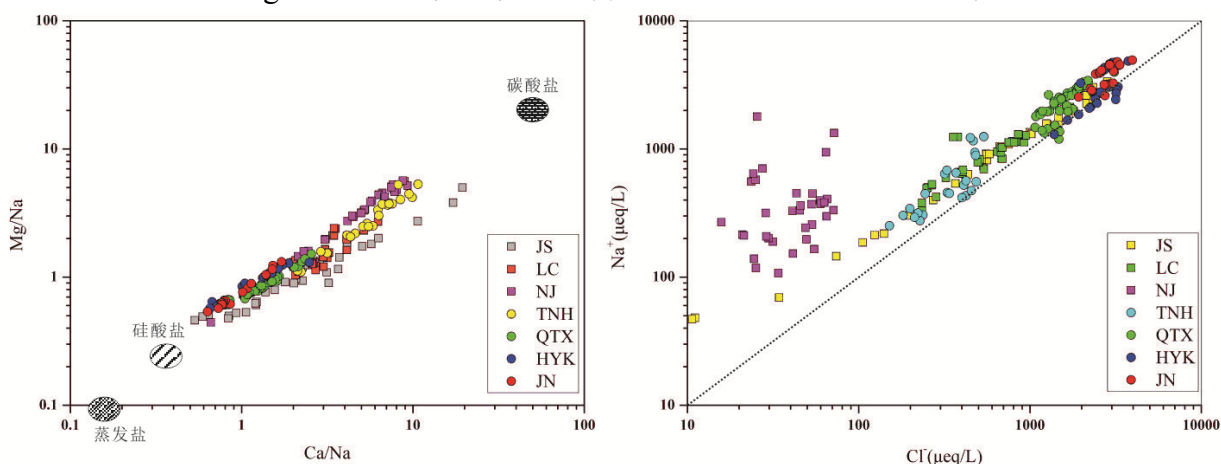 100
10
1
0.1
0.1
1
10
100
Mg/Na
Ca/Na
碳酸盐
硅酸盐
蒸发盐
JS
LC
NJ
TNH
QTX
HYK
JN
10000
1000
100
10
10
100
1000
10000
Na⁺(μeq/L)
Cl⁻(μeq/L)
JS
LC
NJ
TNH
QTX
HYK
JN